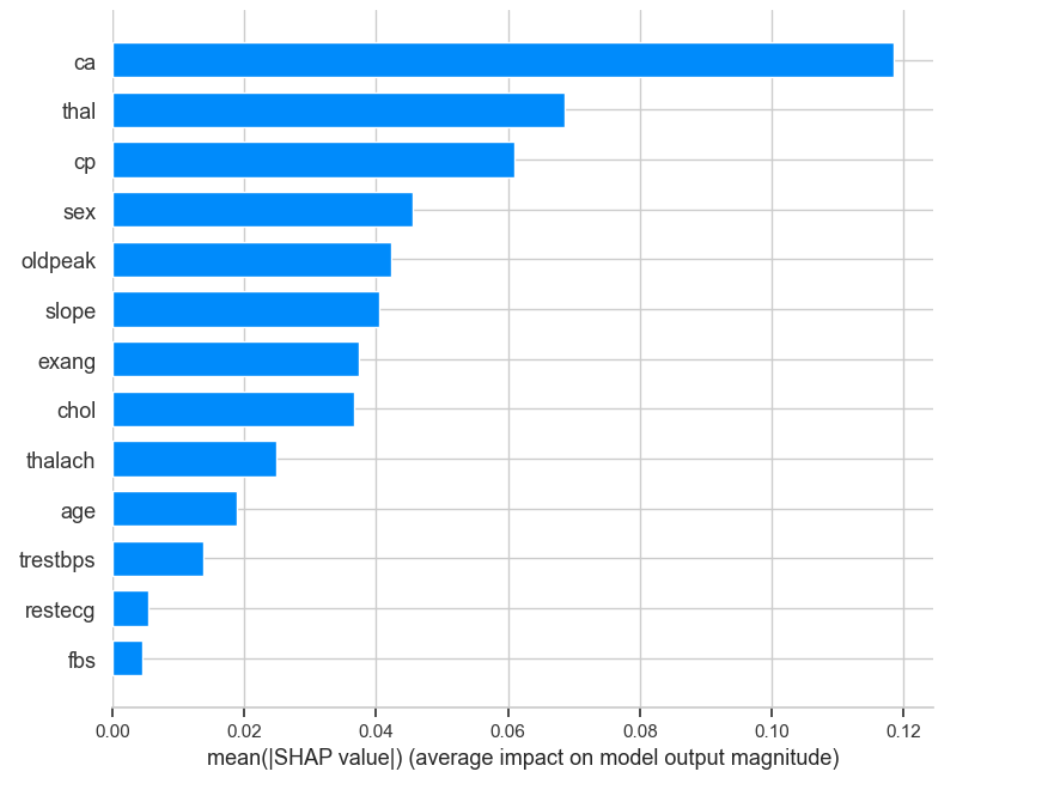 ca
thal
cp
sex
oldpeak
slope
exang
chol
thalach
age
trestbps
restecg
fbs
0.00 0.02 0.04 0.06 0.08 0.10 0.12
mean(|SHAP value|) (average impact on model output magnitude)